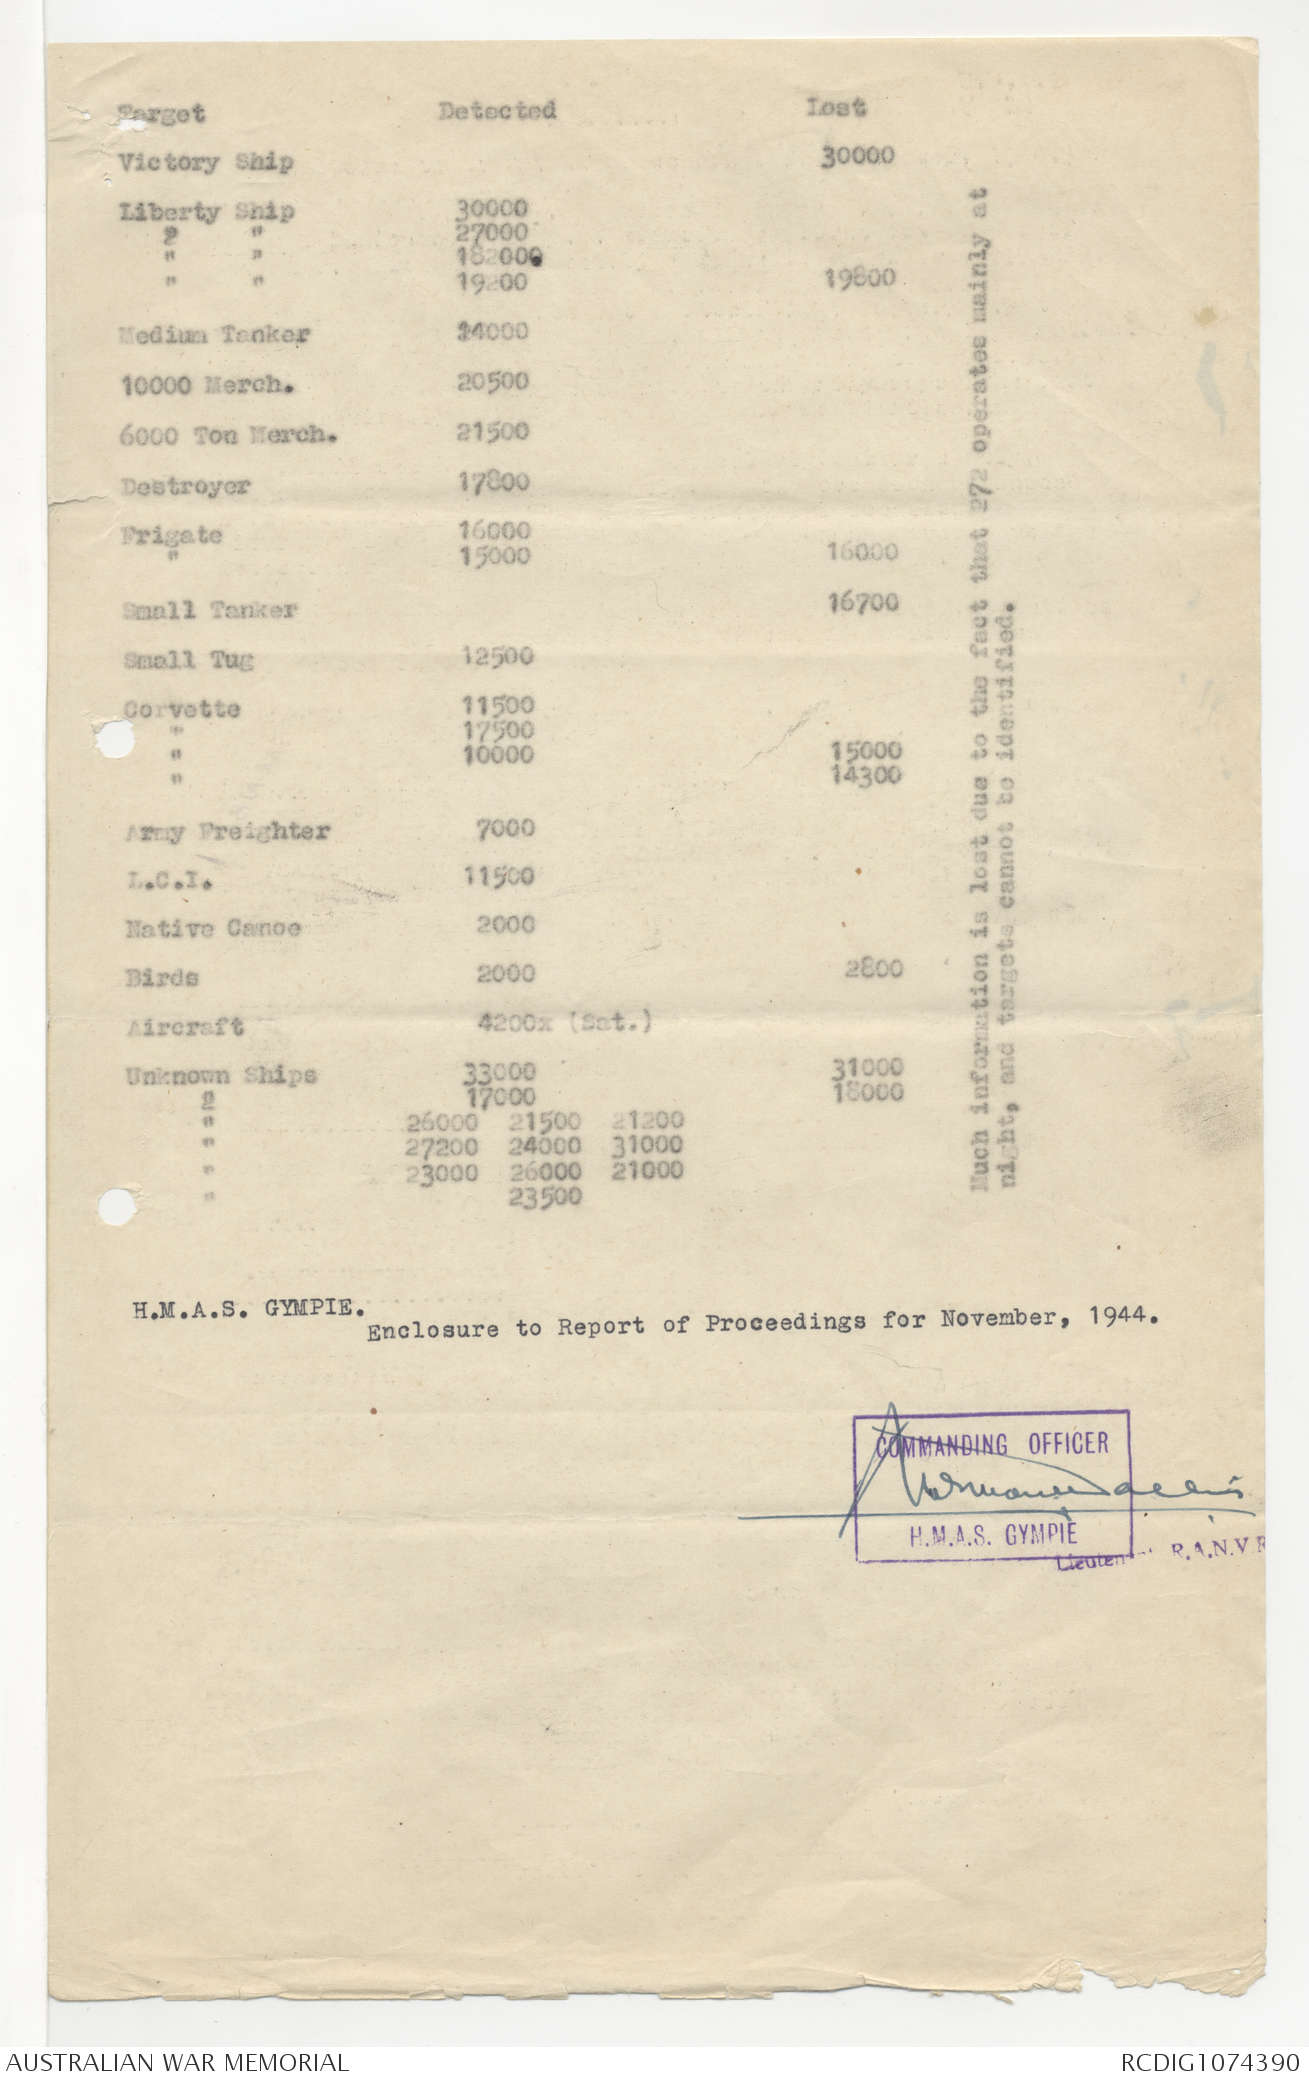 Target Detected Lost
Victory Ship 30000
Liberty Ship 30000
2 " 27000
" " 182000
" " 19200 19800
Medium Tanker 14000
10000 Merch. 20500
6000 Ton Merch. 21500
Destroyer 17800
Frigate 16000
" 15000 16000
Small Tanker 16700
Small Tug 12500
Corvette 11500
" 17500
" 10000 15000
" 14300
Army Freighter 7000
L.C.I. 11500
Native Canoe 2000
Birds 2000 2800
Aircraft 4200x (Sat.)
Unknown Ships 33000 31000
2 17000 18000
" 26000 21500 21200
" 27200 24000 31000
" 23000 26000 21000
" 23500
Much information is lost due to the fact that 272 operates mainly at
night, and targets cannot be identified.
H.M.A.S. GYMPIE.
Enclosure to Report of Proceedings for November, 1944.
COMMANDING OFFICER
H.M.A.S. GYMPIE
R.A.N.V.R
AUSTRALIAN WAR MEMORIAL RCDIG1074390